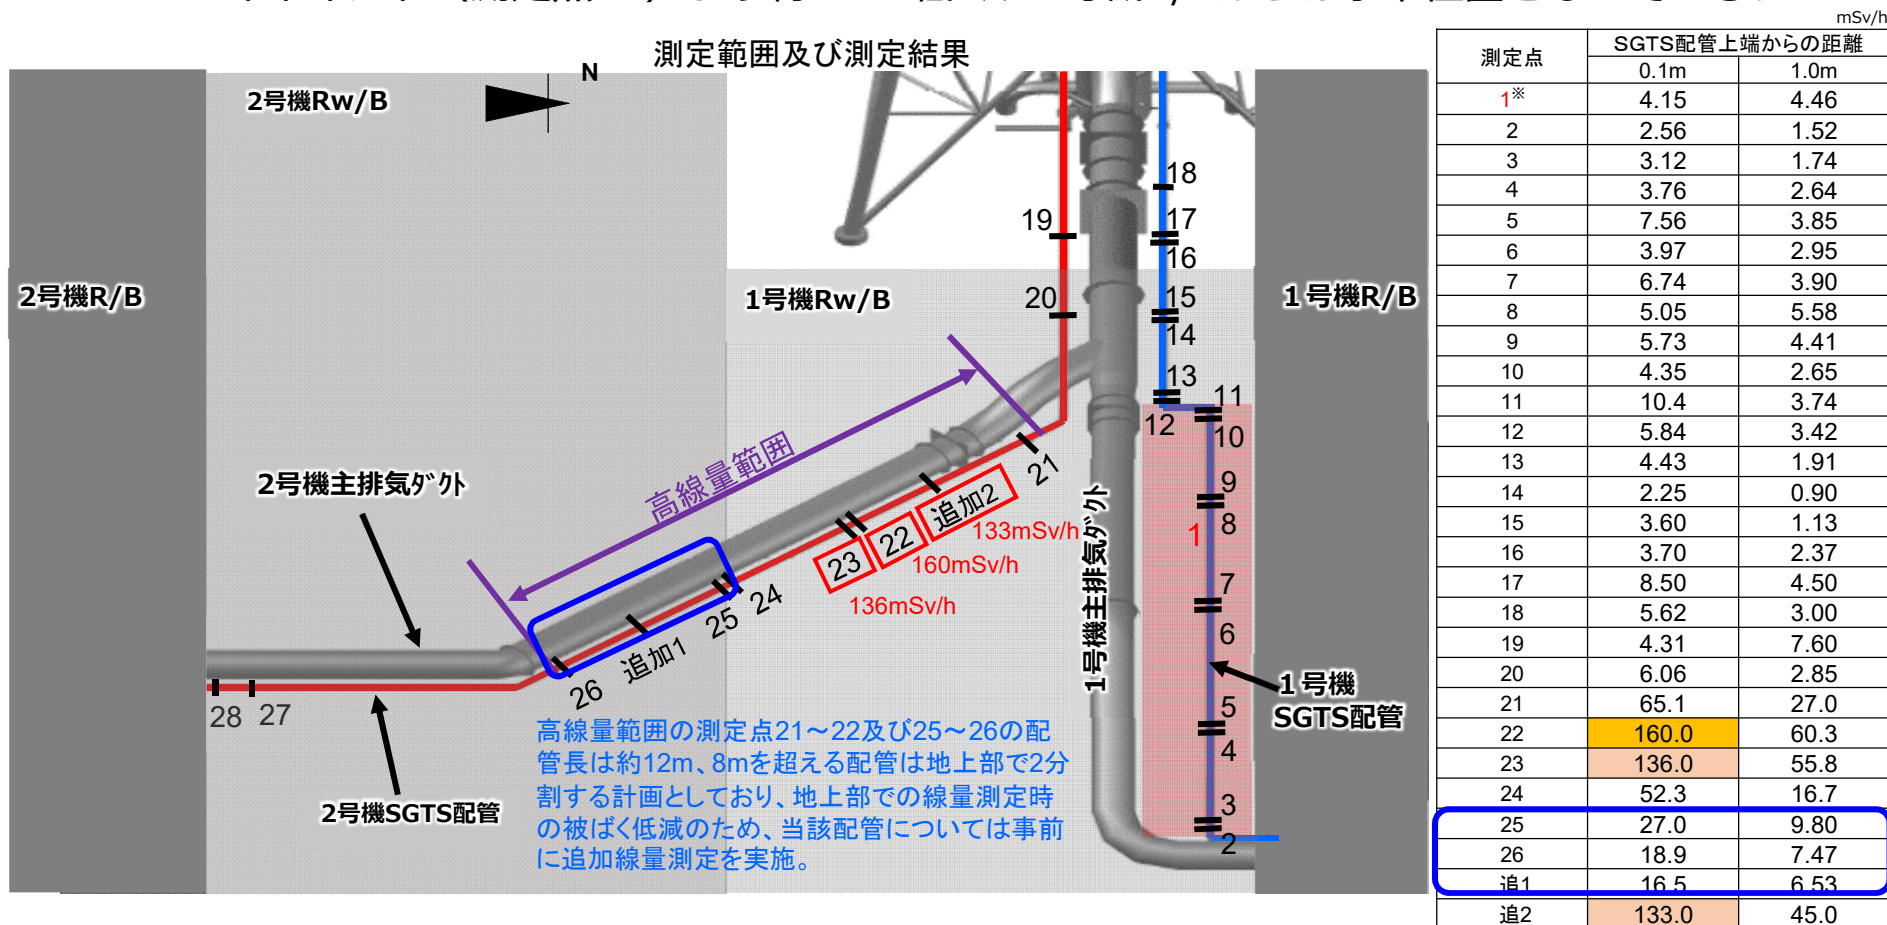 mSv/h
測定範囲及び測定結果
N
2号機Rw/B
2号機R/B
1号機Rw/B
1号機R/B
18
17
16
15
14
13
12
11
10
9
8
1
7
6
5
4
3
2
19
20
21
高線量範囲
追加2
133mSv/h
22
160mSv/h
23
136mSv/h
24
25
追加1
26
27
28
2号機主排気ダクト
1号機主排気ダクト
2号機SGTS配管
1号機
SGTS配管
高線量範囲の測定点21～22及び25～26の配
管長は約12m、8mを超える配管は地上部で2分
割する計画としており、地上部での線量測定時
の被ばく低減のため、当該配管については事前
に追加線量測定を実施。
測定点 SGTS配管上端からの距離
0.1m 1.0m
1※ 4.15 4.46
2 2.56 1.52
3 3.12 1.74
4 3.76 2.64
5 7.56 3.85
6 3.97 2.95
7 6.74 3.90
8 5.05 5.58
9 5.73 4.41
10 4.35 2.65
11 10.4 3.74
12 5.84 3.42
13 4.43 1.91
14 2.25 0.90
15 3.60 1.13
16 3.70 2.37
17 8.50 4.50
18 5.62 3.00
19 4.31 7.60
20 6.06 2.85
21 65.1 27.0
22 160.0 60.3
23 136.0 55.8
24 52.3 16.7
25 27.0 9.80
26 18.9 7.47
追1 16.5 6.53
追2 133.0 45.0